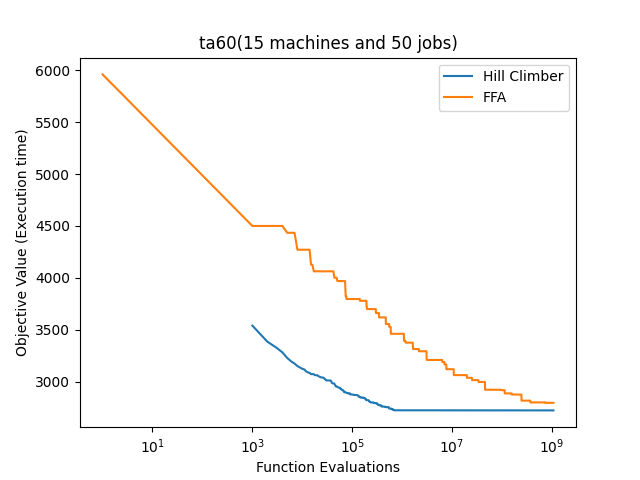 ta60(15 machines and 50 jobs)
Hill Climber
FFA
6000
5500
5000
4500
4000
3500
3000
Objective Value (Execution time)
10^1
10^3
10^5
10^7
10^9
Function Evaluations